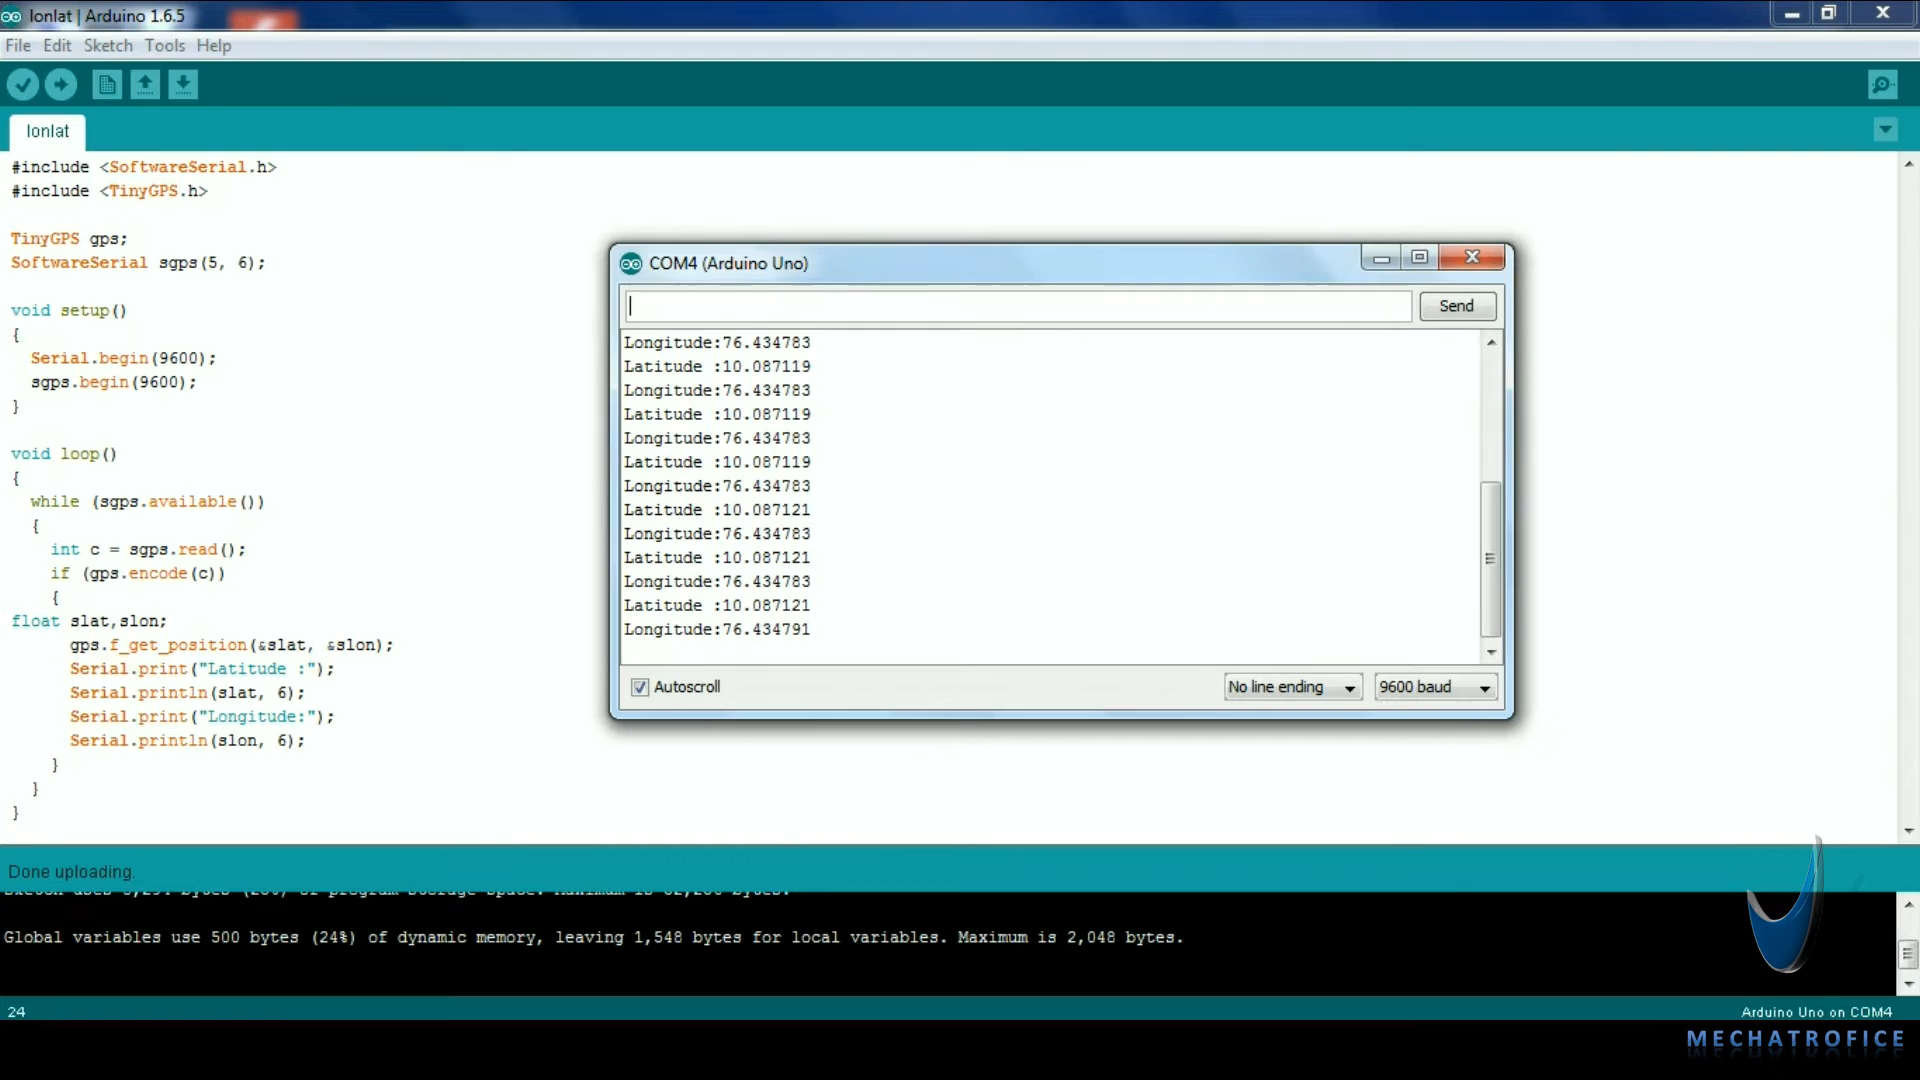 lonlat | Arduino 1.6.5
File Edit Sketch Tools Help
lonlat
#include <SoftwareSerial.h>
#include <TinyGPS.h>
TinyGPS gps;
SoftwareSerial sgps(5, 6);
void setup()
{
Serial.begin(9600);
sgps.begin(9600);
}
void loop()
{
while (sgps.available())
{
int c = sgps.read();
if (gps.encode(c))
{
float slat,slon;
gps.f_get_position(&slat, &slon);
Serial.print("Latitude :");
Serial.println(slat, 6);
Serial.print("Longitude:");
Serial.println(slon, 6);
}
}
}
COM4 (Arduino Uno)
Send
Longitude:76.434783
Latitude :10.087119
Longitude:76.434783
Latitude :10.087119
Longitude:76.434783
Latitude :10.087119
Longitude:76.434783
Latitude :10.087121
Longitude:76.434783
Latitude :10.087121
Longitude:76.434783
Latitude :10.087121
Longitude:76.434791
Autoscroll
No line ending
9600 baud
Done uploading.
Global variables use 500 bytes (24%) of dynamic memory, leaving 1,548 bytes for local variables. Maximum is 2,048 bytes.
24
Arduino Uno on COM4
MECHATROFICE